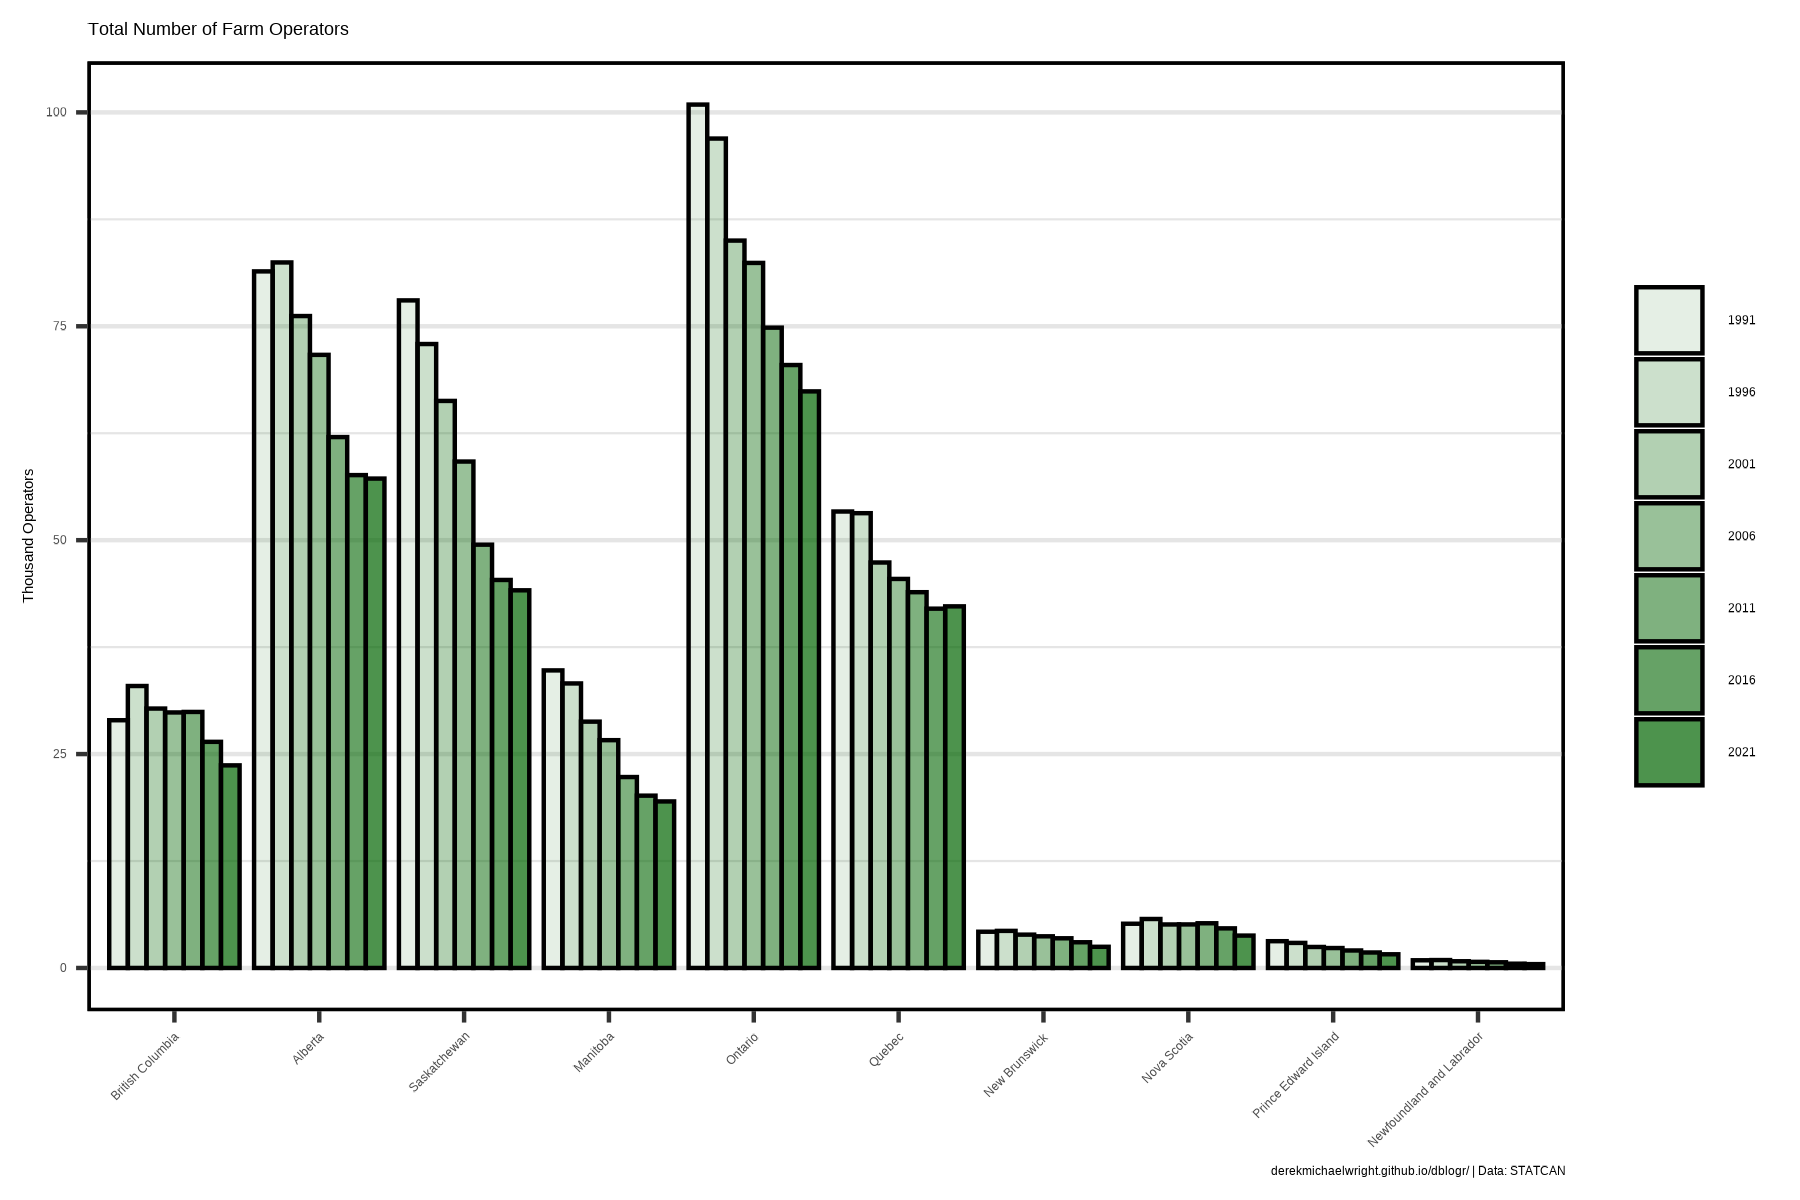 Total Number of Farm Operators
Thousand Operators
100
75
50
25
0
British Columbia
Alberta
Saskatchewan
Manitoba
Ontario
Quebec
New Brunswick
Nova Scotia
Prince Edward Island
Newfoundland and Labrador
1991
1996
2001
2006
2011
2016
2021
derekmichaelwright.github.io/dblogr/ | Data: STATCAN